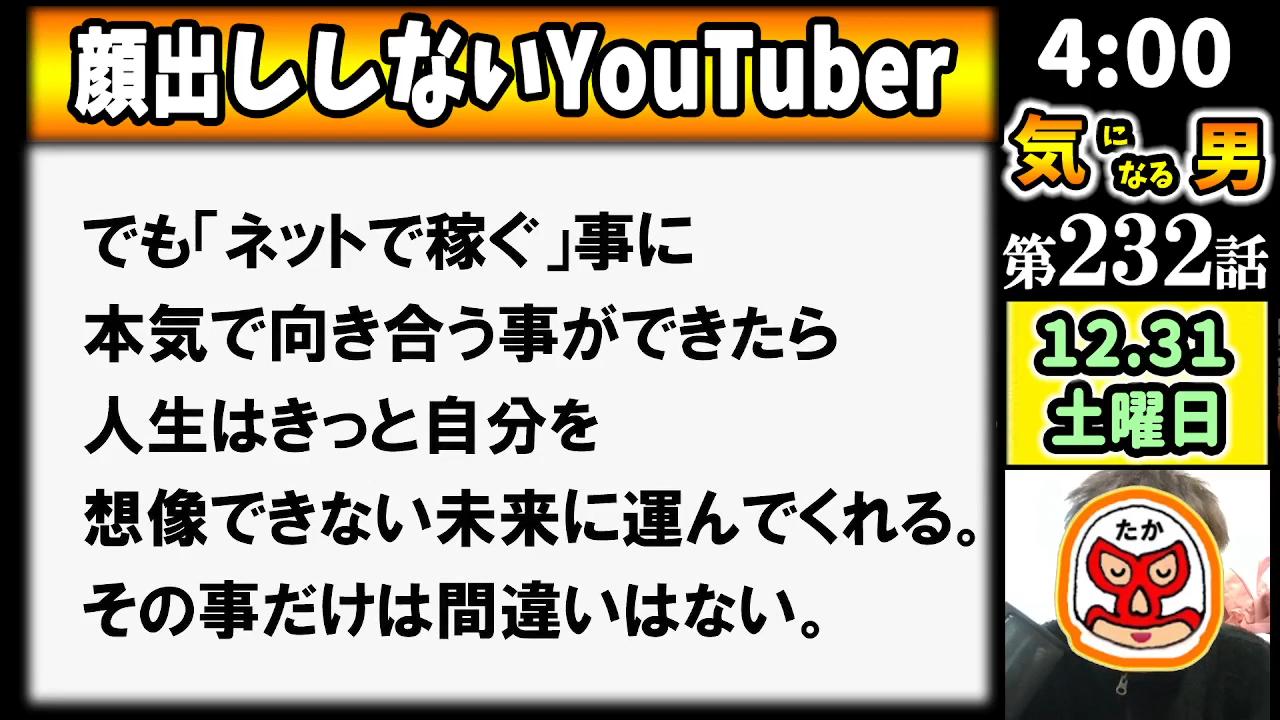 顔出ししないYouTuber
でも「ネットで稼ぐ」事に
本気で向き合う事ができたら
人生はきっと自分を
想像できない未来に運んでくれる。
その事だけは間違いはない。
4:00
気になる男
第232話
12.31
土曜日
たか